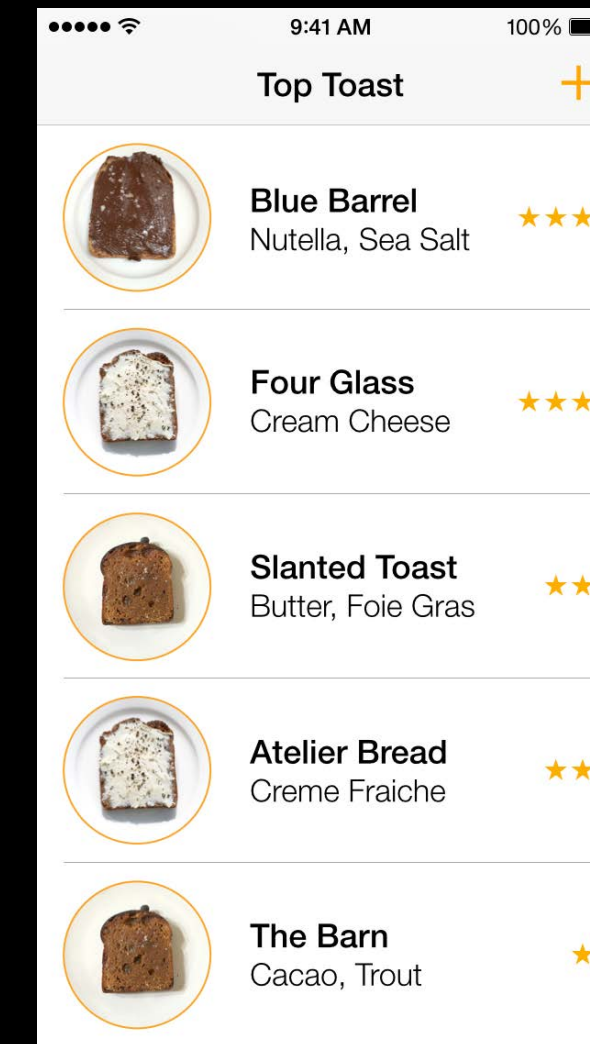 9:41 AM 100%
Top Toast +
Blue Barrel
Nutella, Sea Salt
★★★
Four Glass
Cream Cheese
★★★
Slanted Toast
Butter, Foie Gras
★★
Atelier Bread
Creme Fraiche
★★
The Barn
Cacao, Trout
★